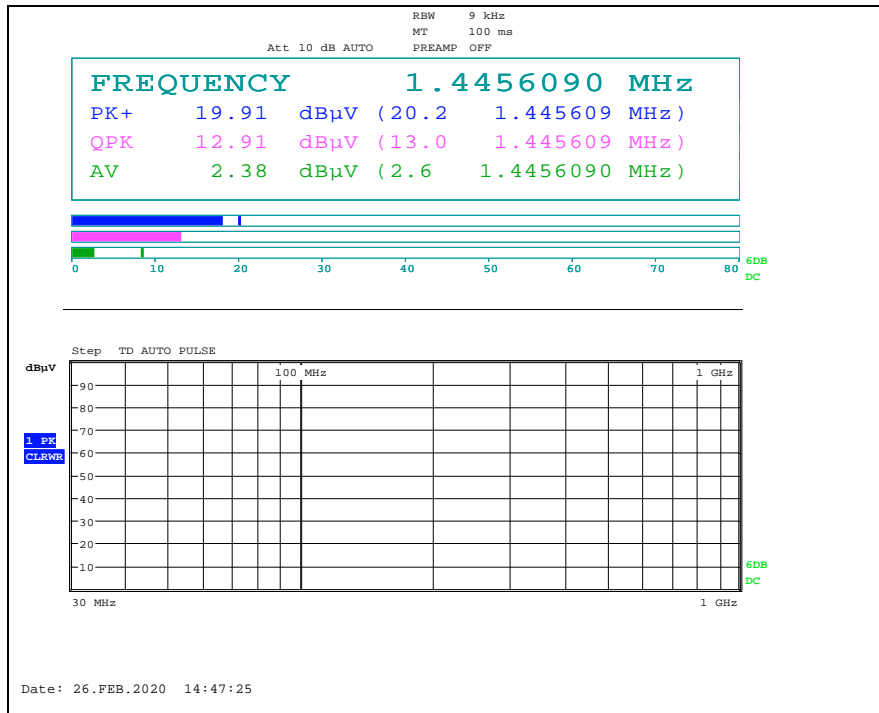 RBW 9 kHz
MT 100 ms
Att 10 dB AUTO PREAMP OFF
FREQUENCY 1.4456090 MHz
PK+ 19.91 dBµV (20.2 1.445609 MHz)
QPK 12.91 dBµV (13.0 1.445609 MHz)
AV 2.38 dBµV (2.6 1.4456090 MHz)
0 10 20 30 40 50 60 70 80
6DB
DC
Step TD AUTO PULSE
dBµV
100 MHz 1 GHz
90
80
70
1 PK
CLRWR
60
50
40
30
20
10
6DB
DC
30 MHz 1 GHz
Date: 26.FEB.2020 14:47:25